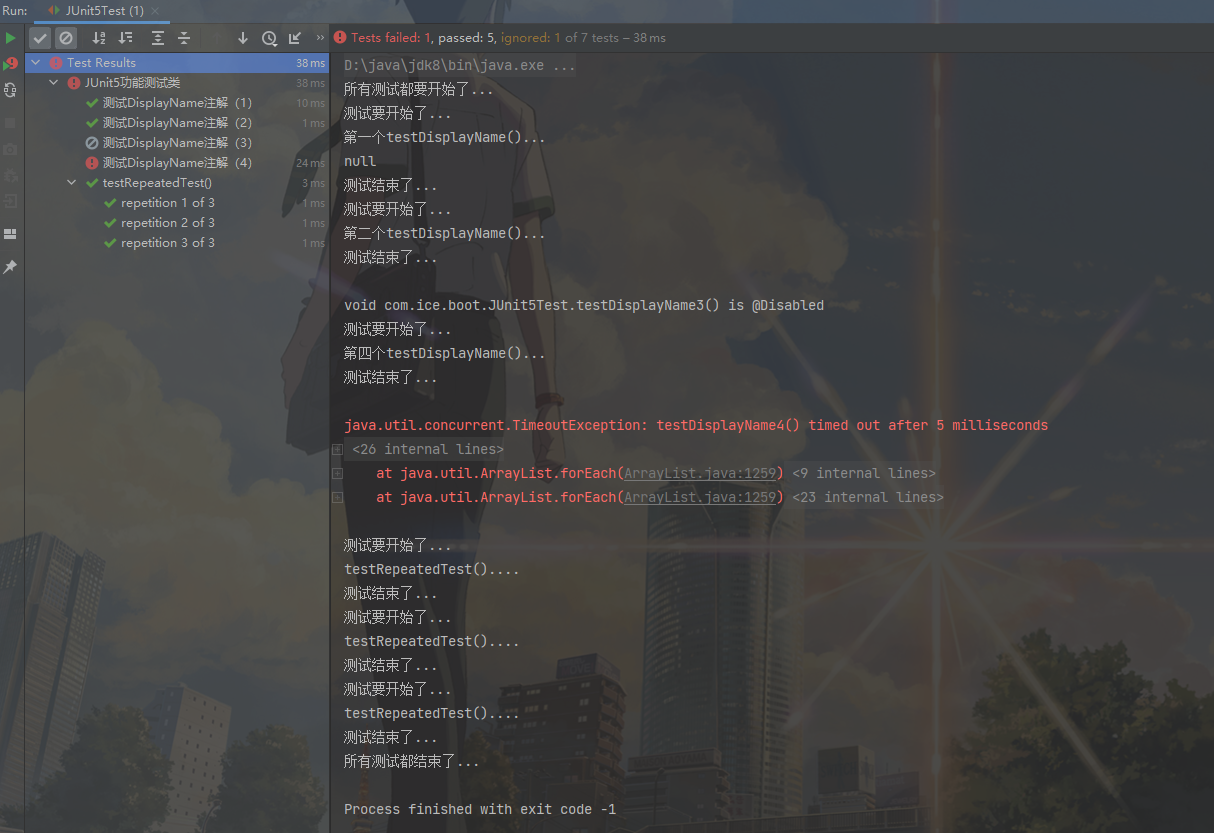 Run: JUnit5Test (1)
Tests failed: 1, passed: 5, ignored: 1 of 7 tests – 38 ms
Test Results 38 ms
JUnit5功能测试类 38 ms
测试DisplayName注解（1） 10 ms
测试DisplayName注解（2） 1 ms
测试DisplayName注解（3）
测试DisplayName注解（4） 24 ms
testRepeatedTest() 3 ms
repetition 1 of 3 1 ms
repetition 2 of 3 1 ms
repetition 3 of 3 1 ms
D:\java\jdk8\bin\java.exe ...
所有测试都要开始了...
测试要开始了...
第一个testDisplayName()...
null
测试结束了...
测试要开始了...
第二个testDisplayName()...
测试结束了...
void com.ice.boot.JUnit5Test.testDisplayName3() is @Disabled
测试要开始了...
第四个testDisplayName()...
测试结束了...
java.util.concurrent.TimeoutException: testDisplayName4() timed out after 5 milliseconds
<26 internal lines>
at java.util.ArrayList.forEach(ArrayList.java:1259) <9 internal lines>
at java.util.ArrayList.forEach(ArrayList.java:1259) <23 internal lines>
测试要开始了...
testRepeatedTest()....
测试结束了...
测试要开始了...
testRepeatedTest()....
测试结束了...
测试要开始了...
testRepeatedTest()....
测试结束了...
所有测试都结束了...
Process finished with exit code -1